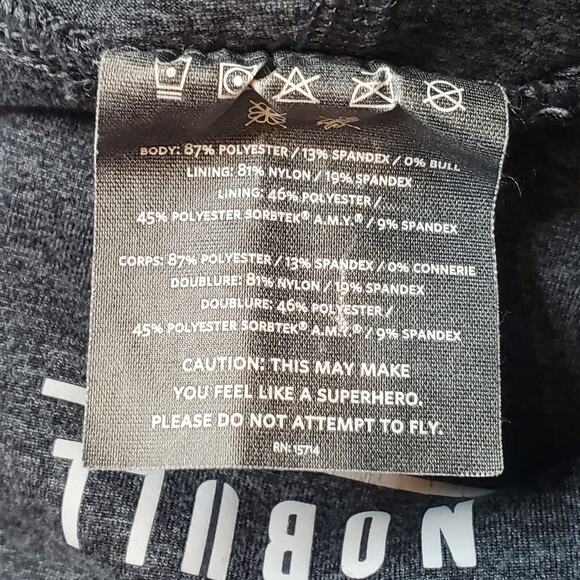 BODY: 87% POLYESTER / 13% SPANDEX / 0% BULL
LINING: 81% NYLON / 19% SPANDEX
LINING: 46% POLYESTER /
45% POLYESTER SORBTEK® A.M.Y.® / 9% SPANDEX
CORPS: 87% POLYESTER / 13% SPANDEX / 0% CONNERIE
DOUBLURE: 81% NYLON / 19% SPANDEX
DOUBLURE: 46% POLYESTER /
45% POLYESTER SORBTEK® A.M.Y.® / 9% SPANDEX
CAUTION: THIS MAY MAKE
YOU FEEL LIKE A SUPERHERO.
PLEASE DO NOT ATTEMPT TO FLY.
RN: 15714
NOBULL